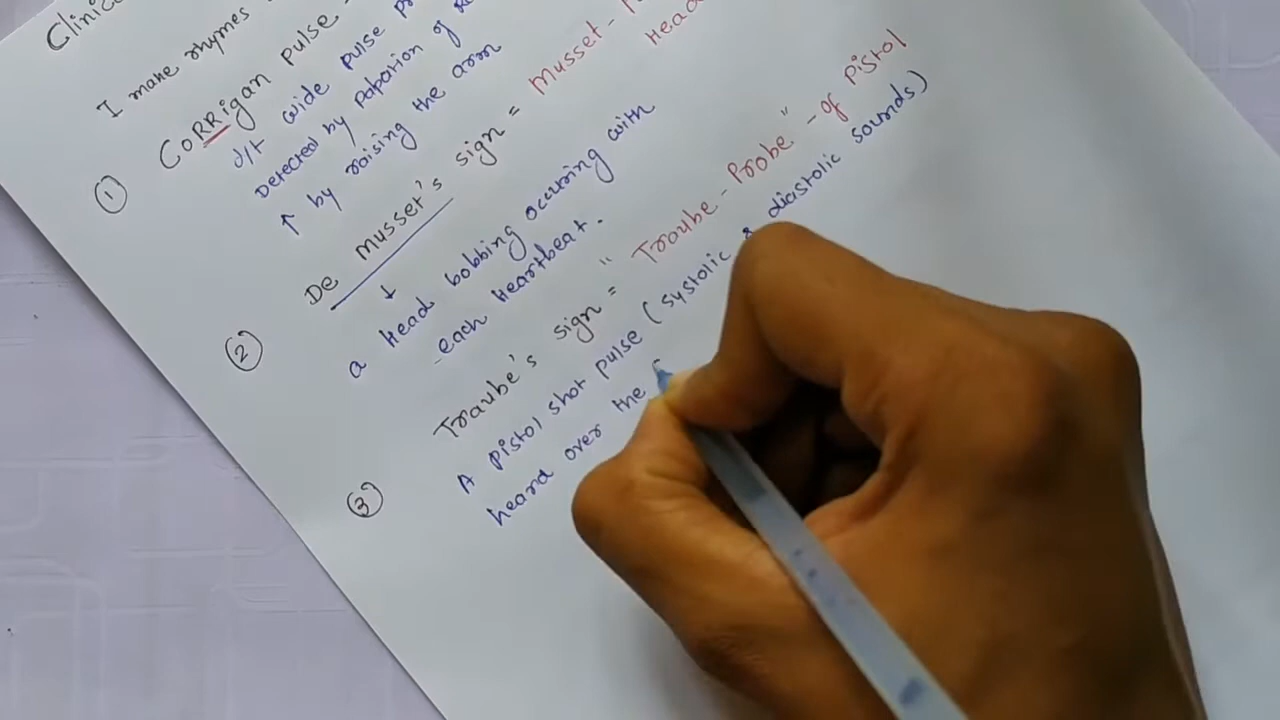 Clinic
I make rhymes
① CORRigan pulse -
d/t wide pulse
Detected by Palpation of
↑ by raising the arm
② De Musset's sign = Musset -
Head
↓
a Head bobbing occuring with
each Heartbeat.
③ Traube's sign = "Traube - Probe" - of Pistol
A Pistol shot pulse (systolic & diastolic sounds)
heard over the